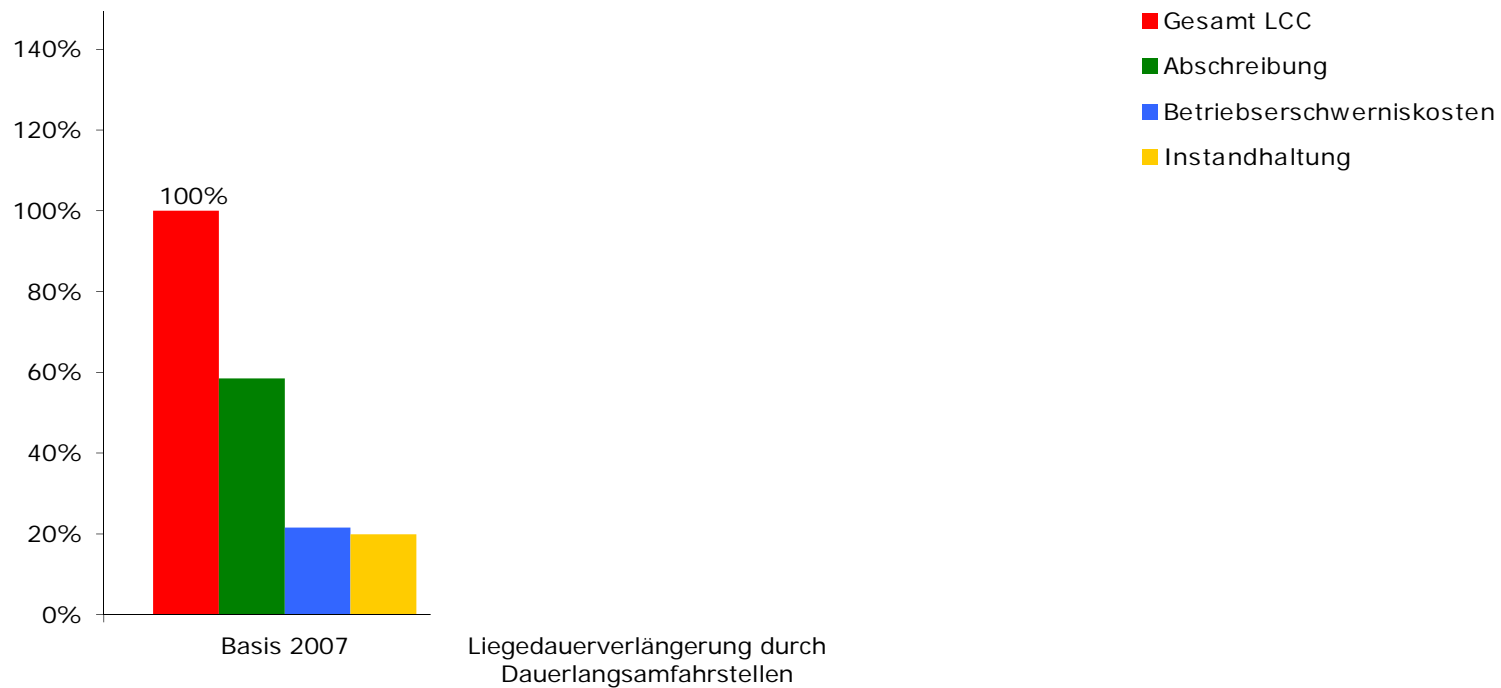 140%
120%
100%
80%
60%
40%
20%
0%
100%
Basis 2007
Liegedauerverlängerung durch
Dauerlangsamfahrstellen
Gesamt LCC
Abschreibung
Betriebserschwerniskosten
Instandhaltung